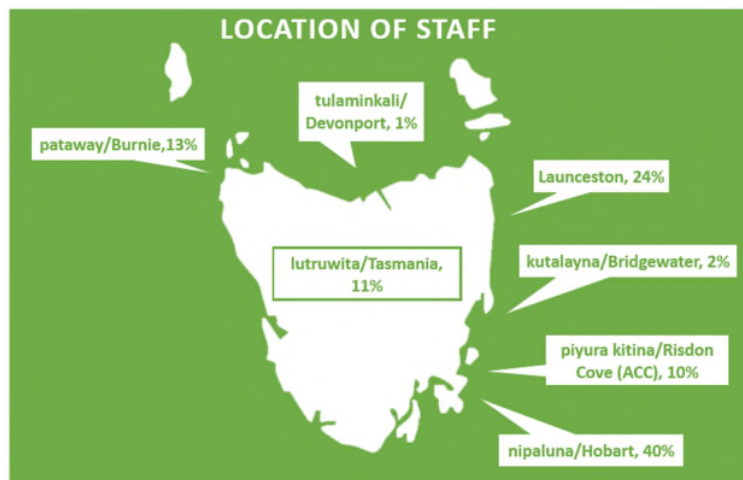 LOCATION OF STAFF
tulaminkali/
Devonport, 1%
pataway/Burnie,13%
Launceston, 24%
lutruwita/Tasmania,
11%
kutalayna/Bridgewater, 2%
piyura kitina/Risdon
Cove (ACC), 10%
nipaluna/Hobart, 40%